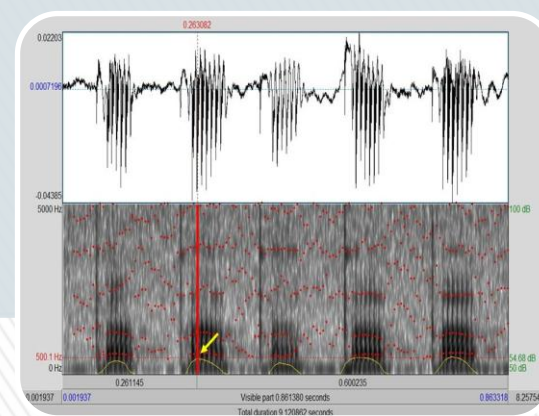 0.263082
0.02203
0.0007196
-0.04385
5000 Hz
100 dB
500.1 Hz
54.68 dB
0 Hz
50 dB
0.261145
0.600235
0.001937
0.001937
Visible part 0.861380 seconds
0.863318
8.25754
Total duration 9.120862 seconds